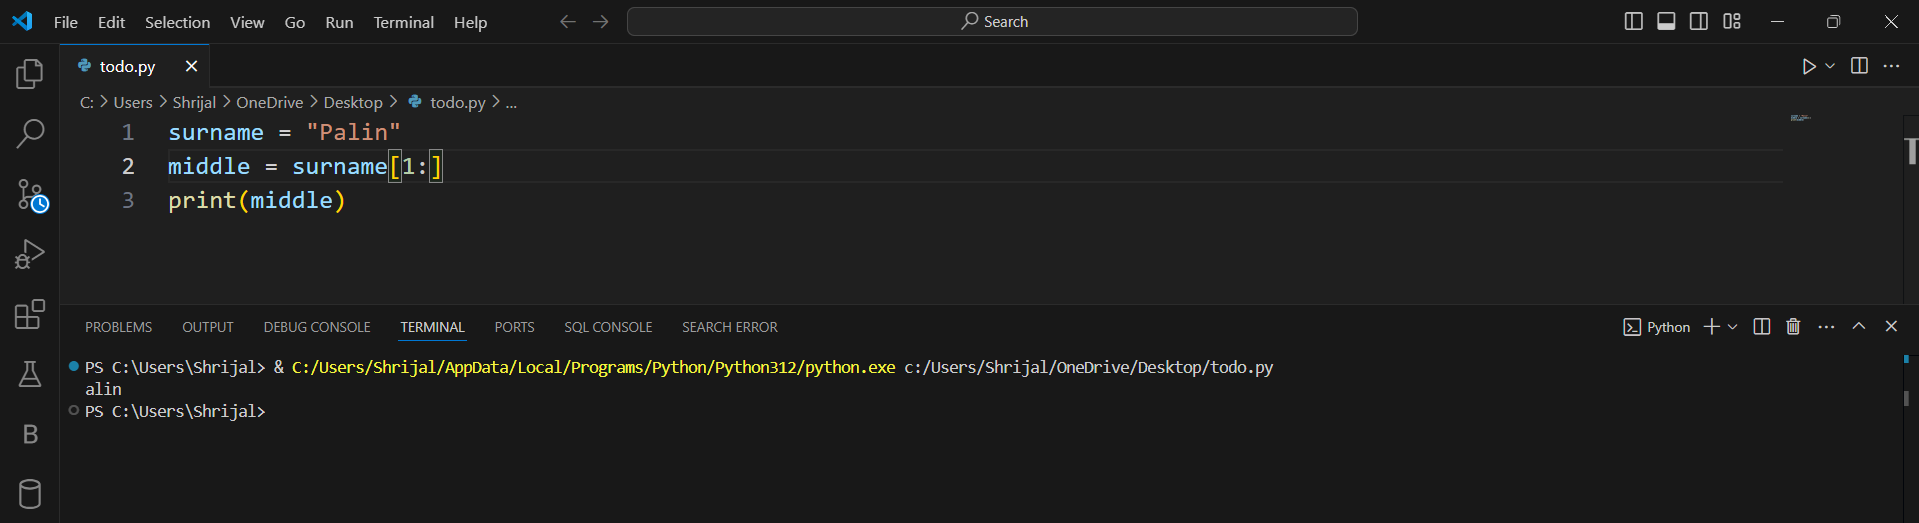 File Edit Selection View Go Run Terminal Help Search
todo.py
C: > Users > Shrijal > OneDrive > Desktop > todo.py > ...
1 surname = "Palin"
2 middle = surname[1:]
3 print(middle)
PROBLEMS OUTPUT DEBUG CONSOLE TERMINAL PORTS SQL CONSOLE SEARCH ERROR Python
PS C:\Users\Shrijal> & C:/Users/Shrijal/AppData/Local/Programs/Python/Python312/python.exe c:/Users/Shrijal/OneDrive/Desktop/todo.py
alin
PS C:\Users\Shrijal>
B